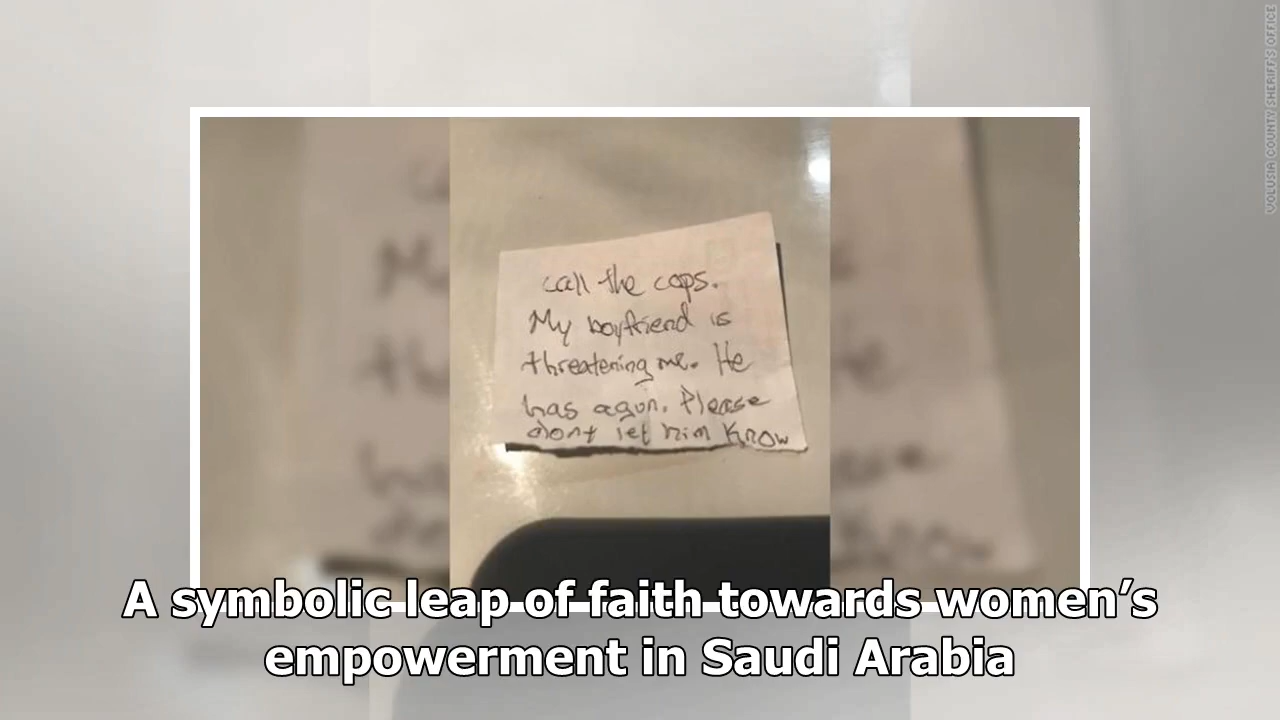 VOLUSIA COUNTY SHERIFF'S OFFICE
call the cops.
My boyfriend is
threatening me. He
has a gun. Please
dont let him know
A symbolic leap of faith towards women’s
empowerment in Saudi Arabia